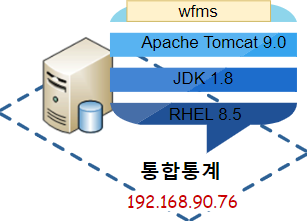 wfms
Apache Tomcat 9.0
JDK 1.8
RHEL 8.5
통합통계
192.168.90.76